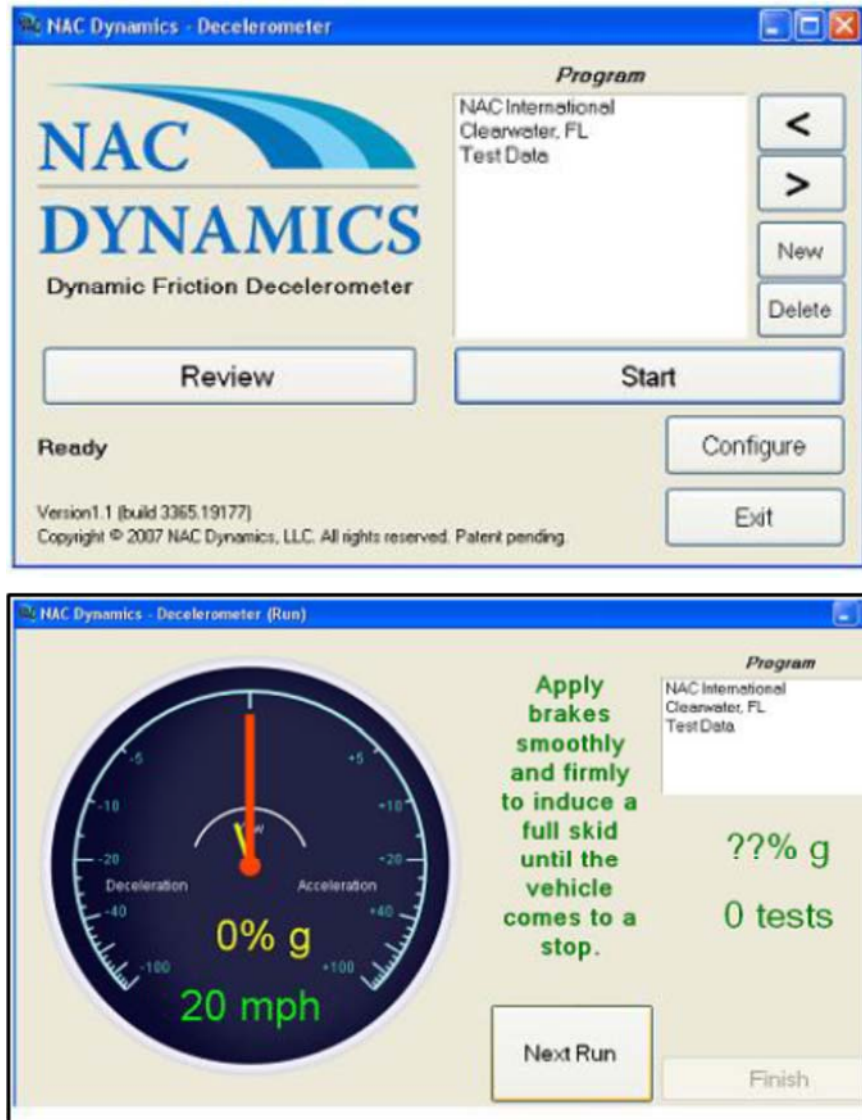 NAC Dynamics - Decelerometer
NAC
DYNAMICS
Dynamic Friction Decelerometer
Program
NAC International
Clearwater, FL
Test Data
<
>
New
Delete
Review
Start
Ready
Configure
Version1.1 (build 3365.19177)
Copyright © 2007 NAC Dynamics, LLC. All rights reserved. Patent pending.
Exit
NAC Dynamics - Decelerometer (Run)
-5
+5
-10
+10
-20
+20
Deceleration
Acceleration
-40
+40
-100
+100
0% g
20 mph
Apply
brakes
smoothly
and firmly
to induce a
full skid
until the
vehicle
comes to a
stop.
Program
NAC International
Clearwater, FL
Test Data
??% g
0 tests
Next Run
Finish